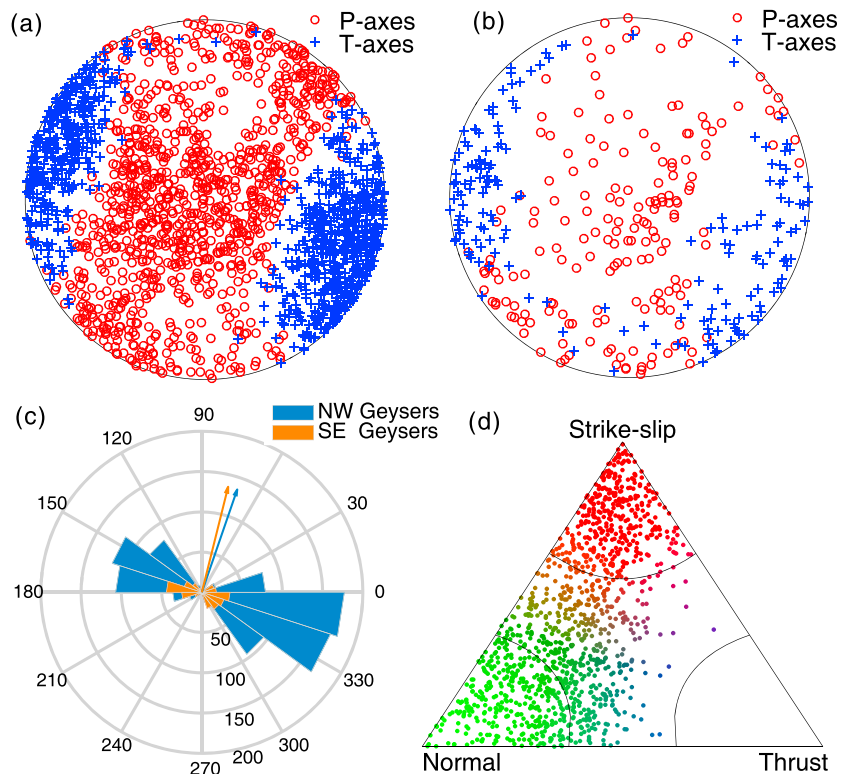 (a)
P-axes
T-axes
(b)
P-axes
T-axes
(c)
NW Geysers
SE Geysers
90
120
30
150
180
0
50
210
330
100
150
240
200
300
270
(d)
Strike-slip
Normal
Thrust